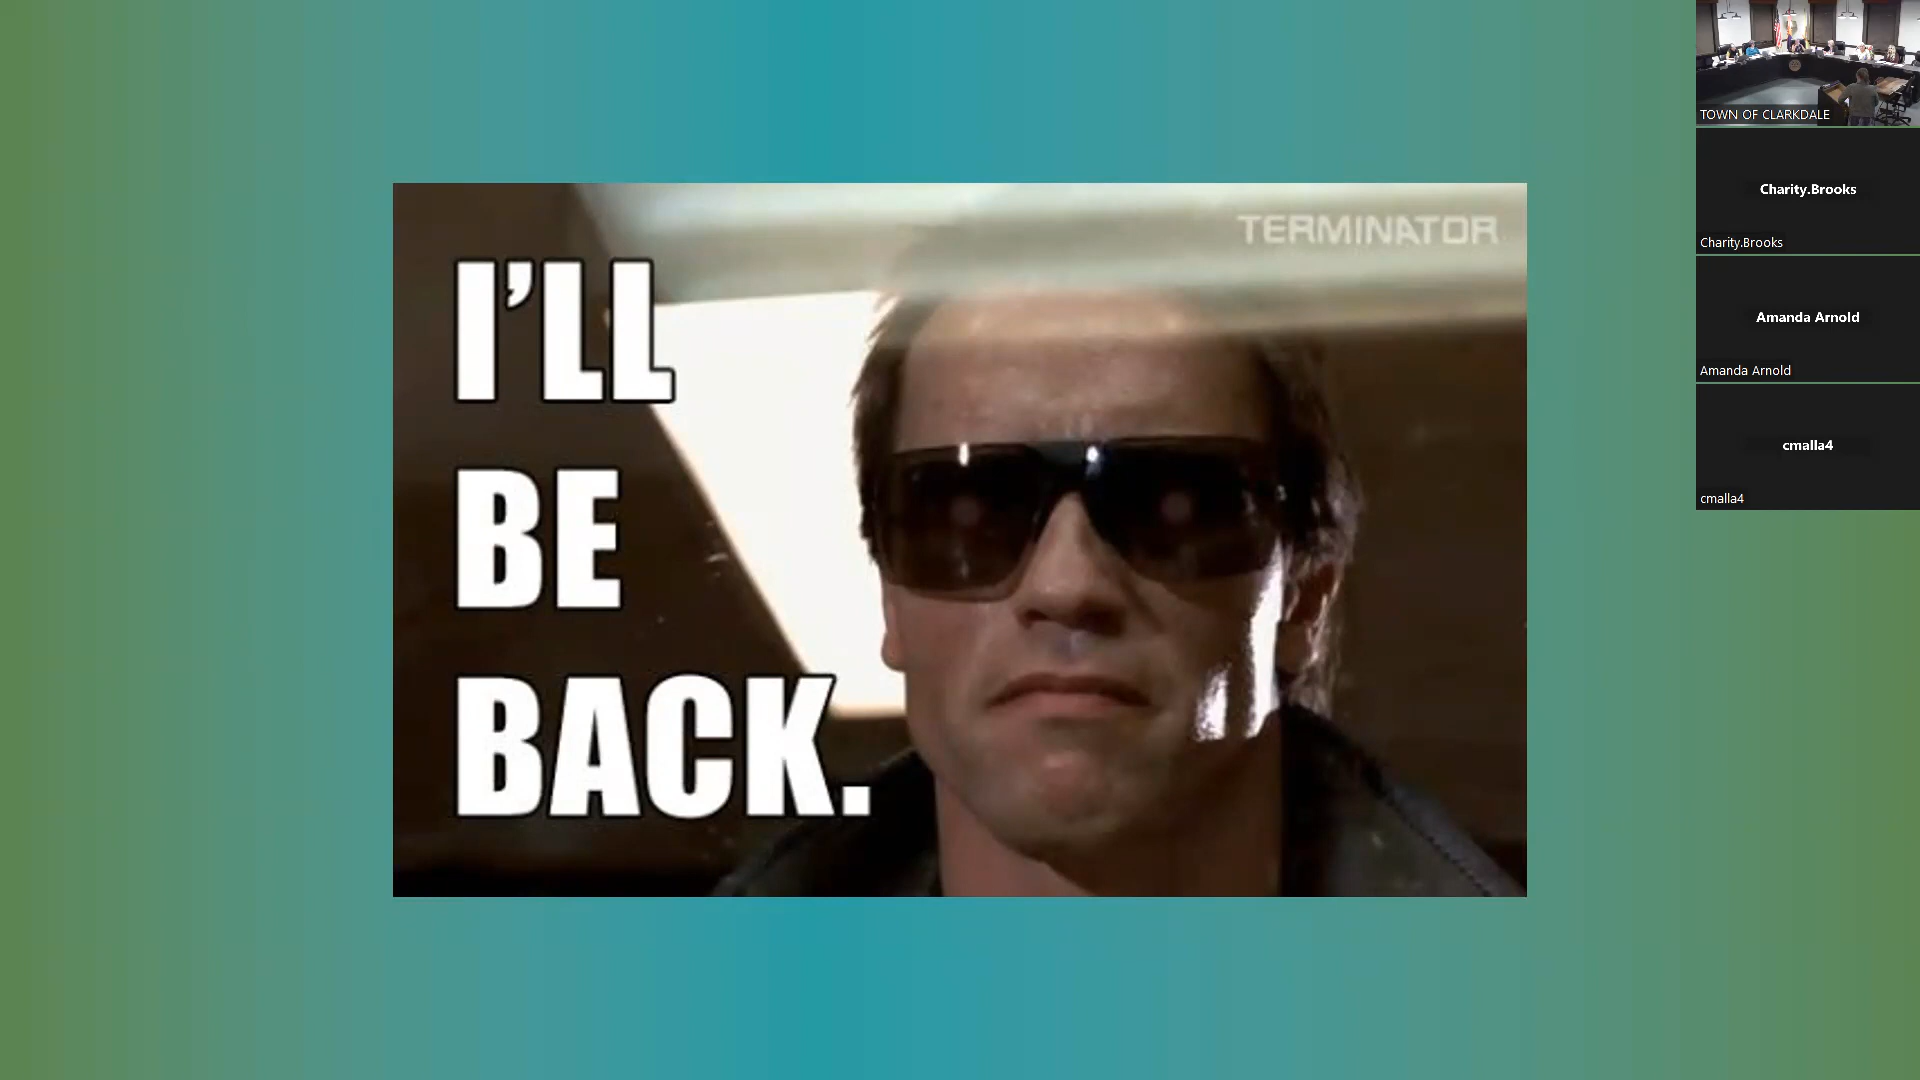 TERMINATOR
I'LL
BE
BACK.
TOWN OF CLARKDALE
Charity.Brooks
Charity.Brooks
Amanda Arnold
Amanda Arnold
cmalla4
cmalla4